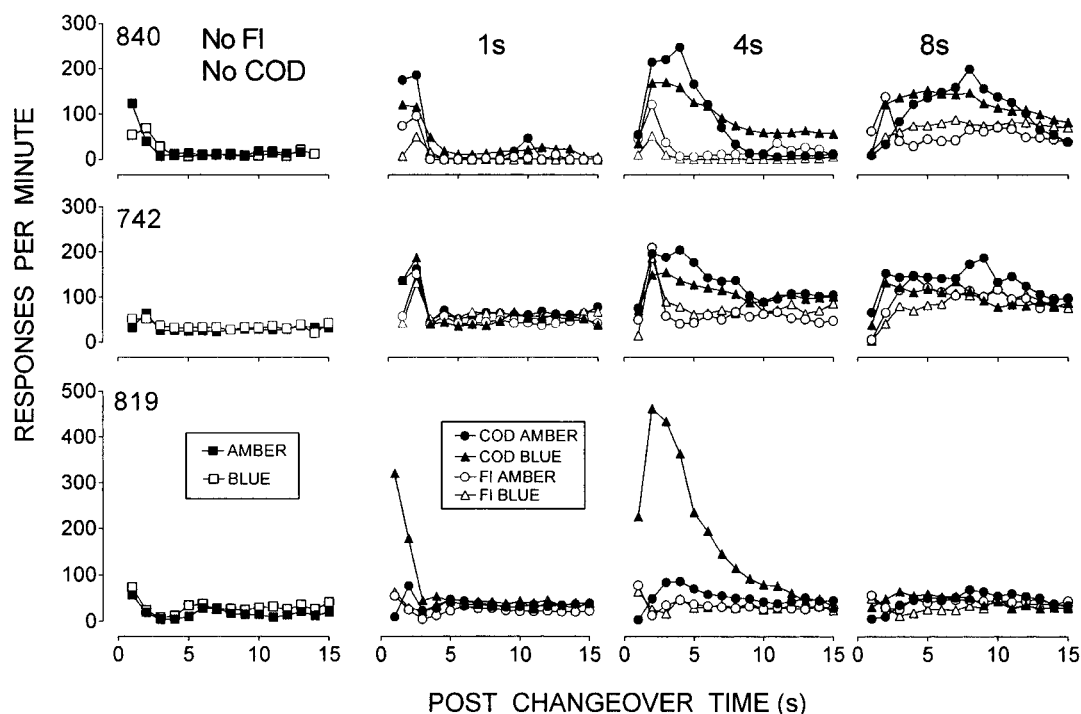 RESPONSES PER MINUTE
840
No FI
No COD
1s
4s
8s
300
200
100
0
742
300
200
100
0
819
500
400
300
200
100
0
AMBER
BLUE
COD AMBER
COD BLUE
FI AMBER
FI BLUE
0 5 10 15
0 5 10 15
0 5 10 15
0 5 10 15
POST CHANGEOVER TIME (s)